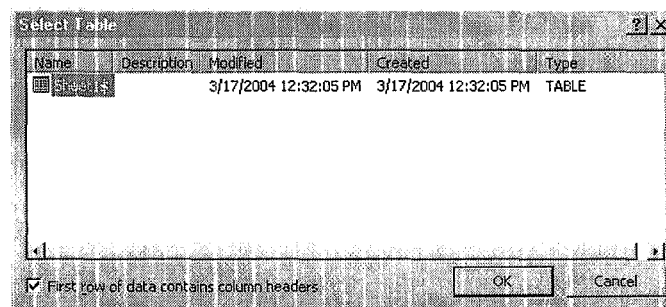 Select Table
Name Description Modified Created Type
Sheet1$ 3/17/2004 12:32:05 PM 3/17/2004 12:32:05 PM TABLE
First row of data contains column headers
OK Cancel